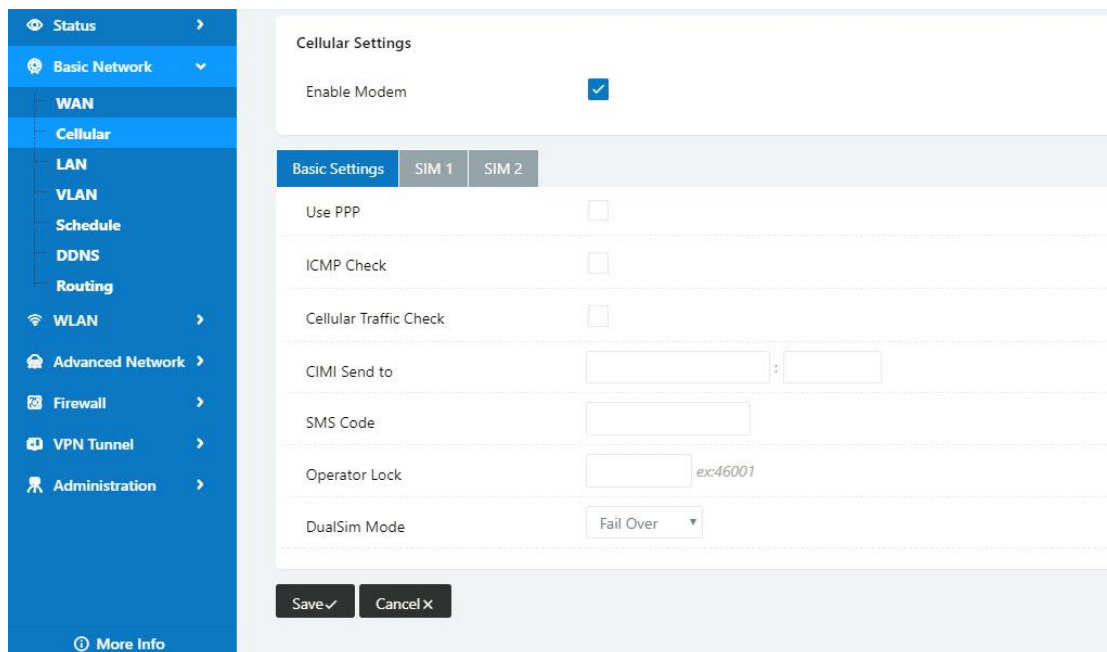 Status
Basic Network
WAN
Cellular
LAN
VLAN
Schedule
DDNS
Routing
WLAN
Advanced Network
Firewall
VPN Tunnel
Administration
More Info
Cellular Settings
Enable Modem
Basic Settings SIM 1 SIM 2
Use PPP
ICMP Check
Cellular Traffic Check
CIMI Send to :
SMS Code
Operator Lock ex:46001
DualSim Mode Fail Over
Save Cancel